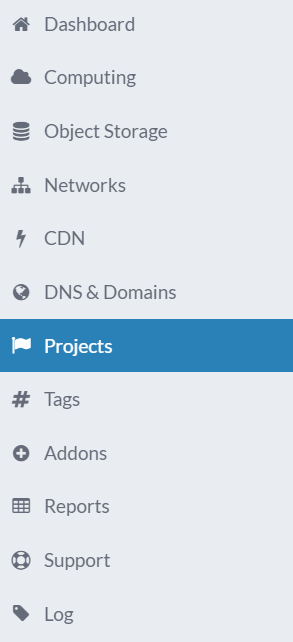 Dashboard
Computing
Object Storage
Networks
CDN
DNS & Domains
Projects
Tags
Addons
Reports
Support
Log